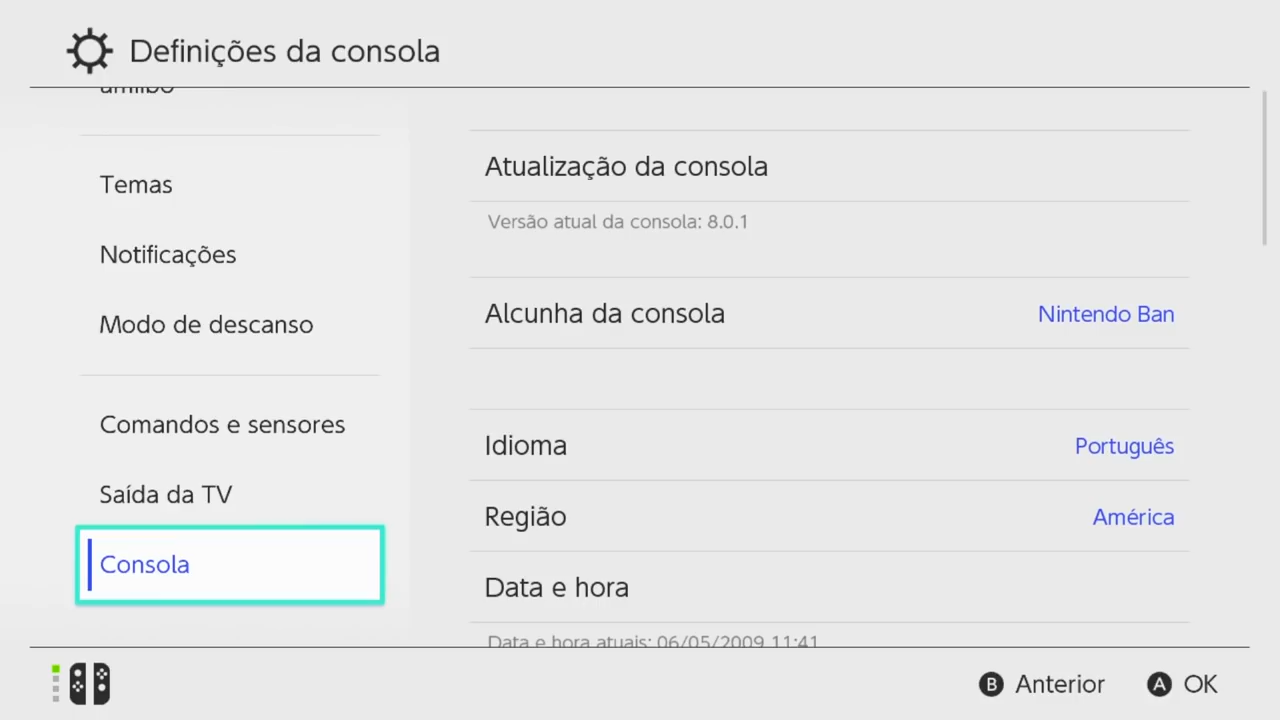 Definições da consola
amiibo
Temas
Notificações
Modo de descanso
Comandos e sensores
Saída da TV
Consola
Atualização da consola
Versão atual da consola: 8.0.1
Alcunha da consola
Nintendo Ban
Idioma
Português
Região
América
Data e hora
Data e hora atuais: 06/05/2009 11:41
B Anterior
A OK